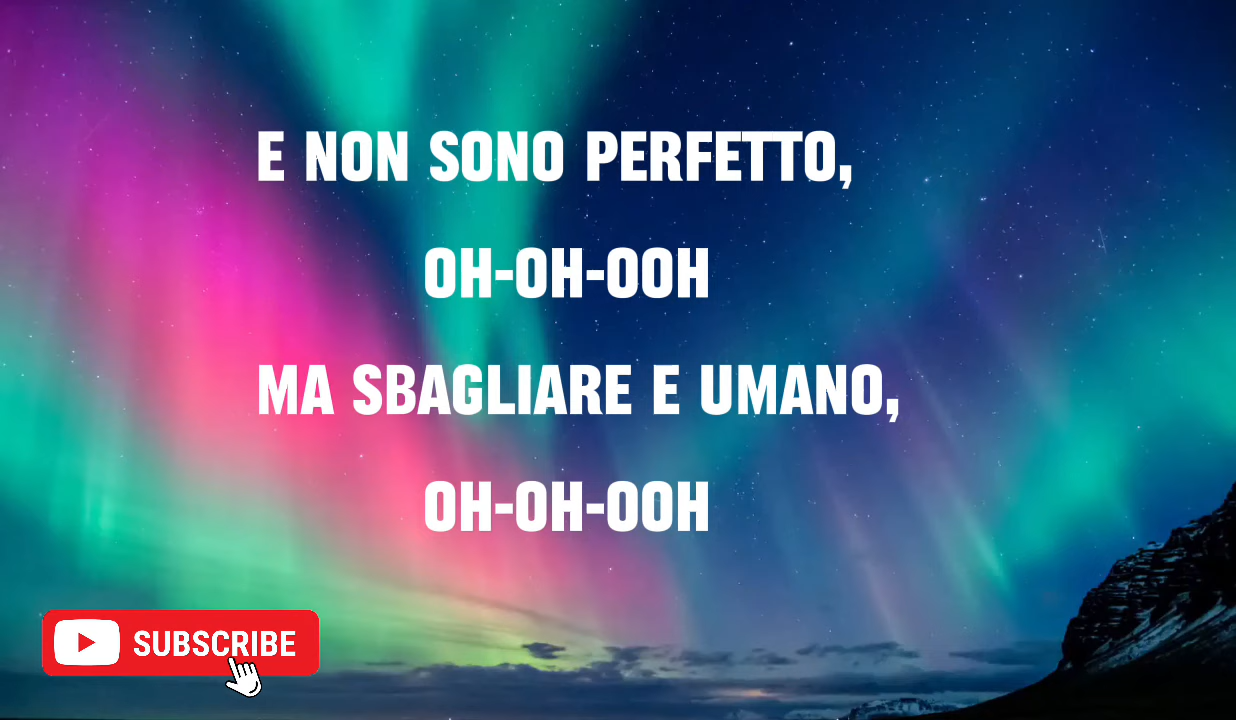 E NON SONO PERFETTO,
OH-OH-OOH
MA SBAGLIARE E UMANO,
OH-OH-OOH
SUBSCRIBE